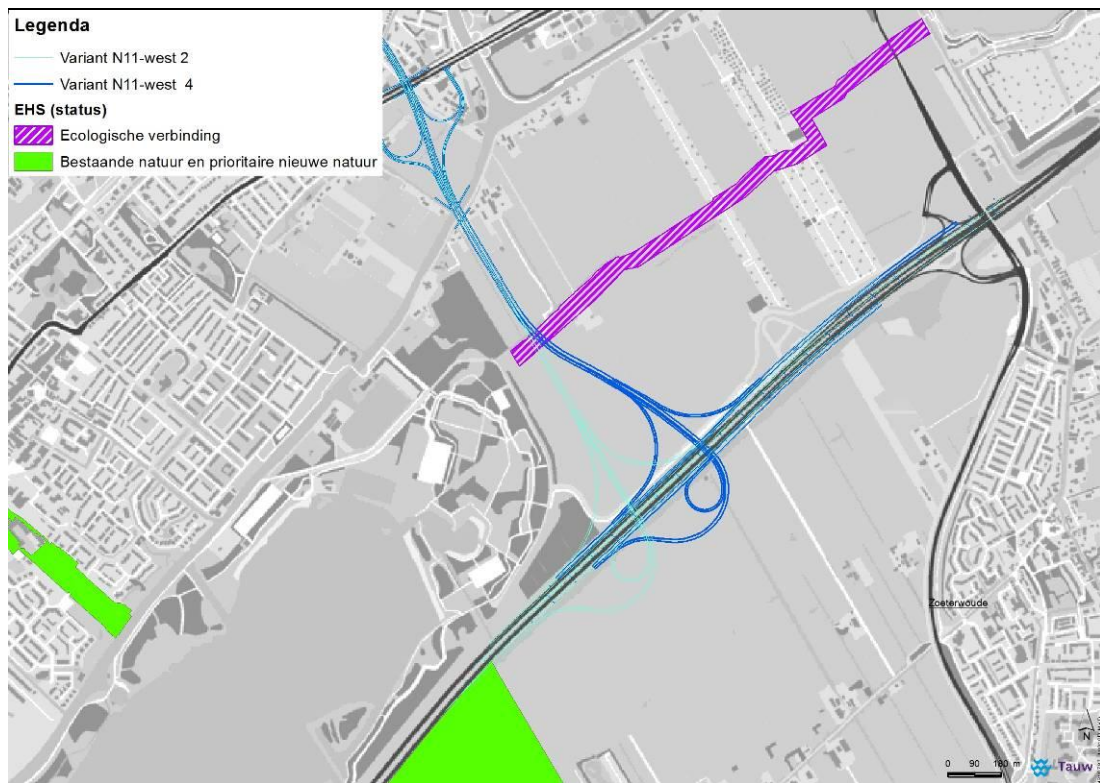 Legenda
Variant N11-west 2
Variant N11-west 4
EHS (status)
Ecologische verbinding
Bestaande natuur en prioritaire nieuwe natuur
Zoeterwoude
0 90 180 m
N
Tauw